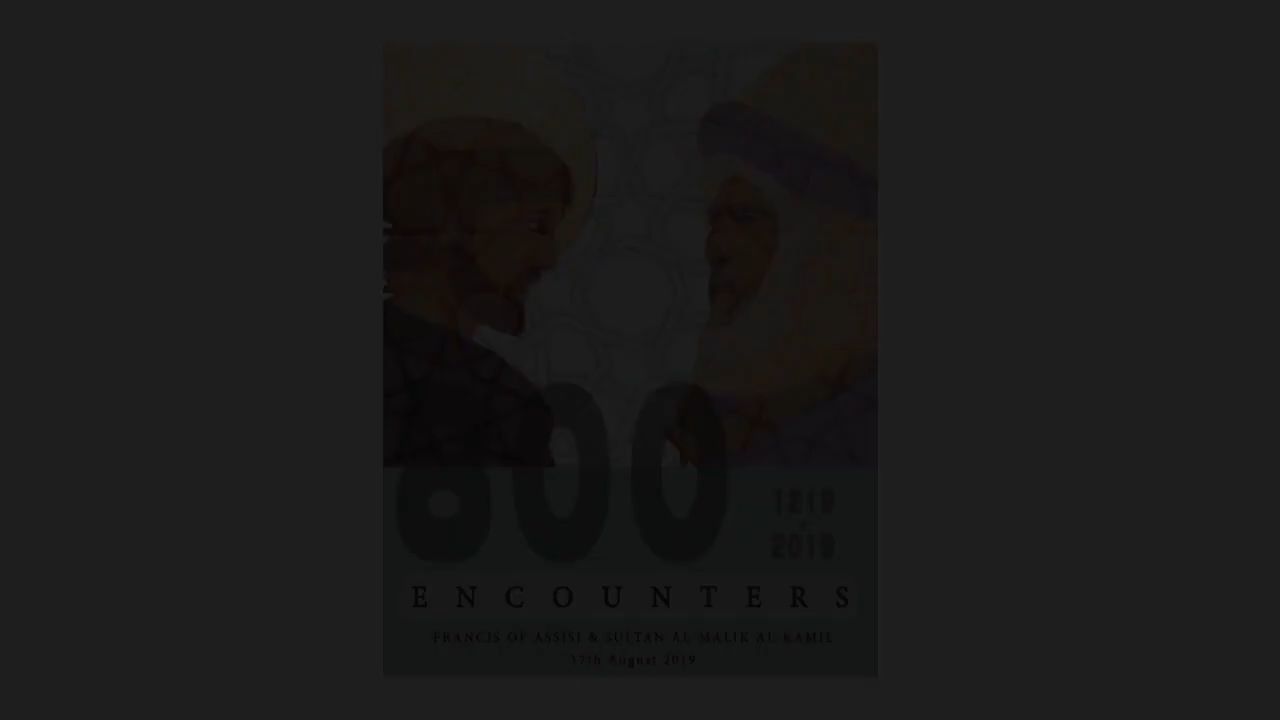 800
1219
-
2019
ENCOUNTERS
FRANCIS OF ASSISI & SULTAN AL MALIK AL KAMIL
17th August 2019